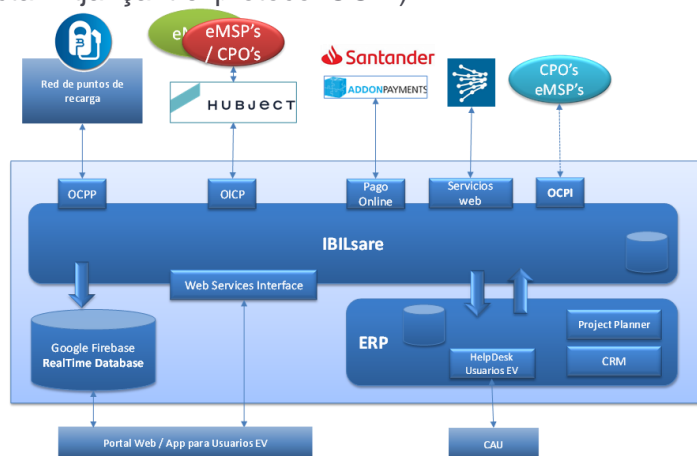 eMSP's
/ CPO's
Santander
Red de puntos de
recarga
HUBJECT
ADDONPAYMENTS
CPO's
eMSP's
OCPP
OICP
Pago
Online
Servicios
web
OCPI
IBILsare
Web Services Interface
Google Firebase
RealTime Database
ERP
Project Planner
HelpDesk
Usuarios EV
CRM
Portal Web / App para Usuarios EV
CAU